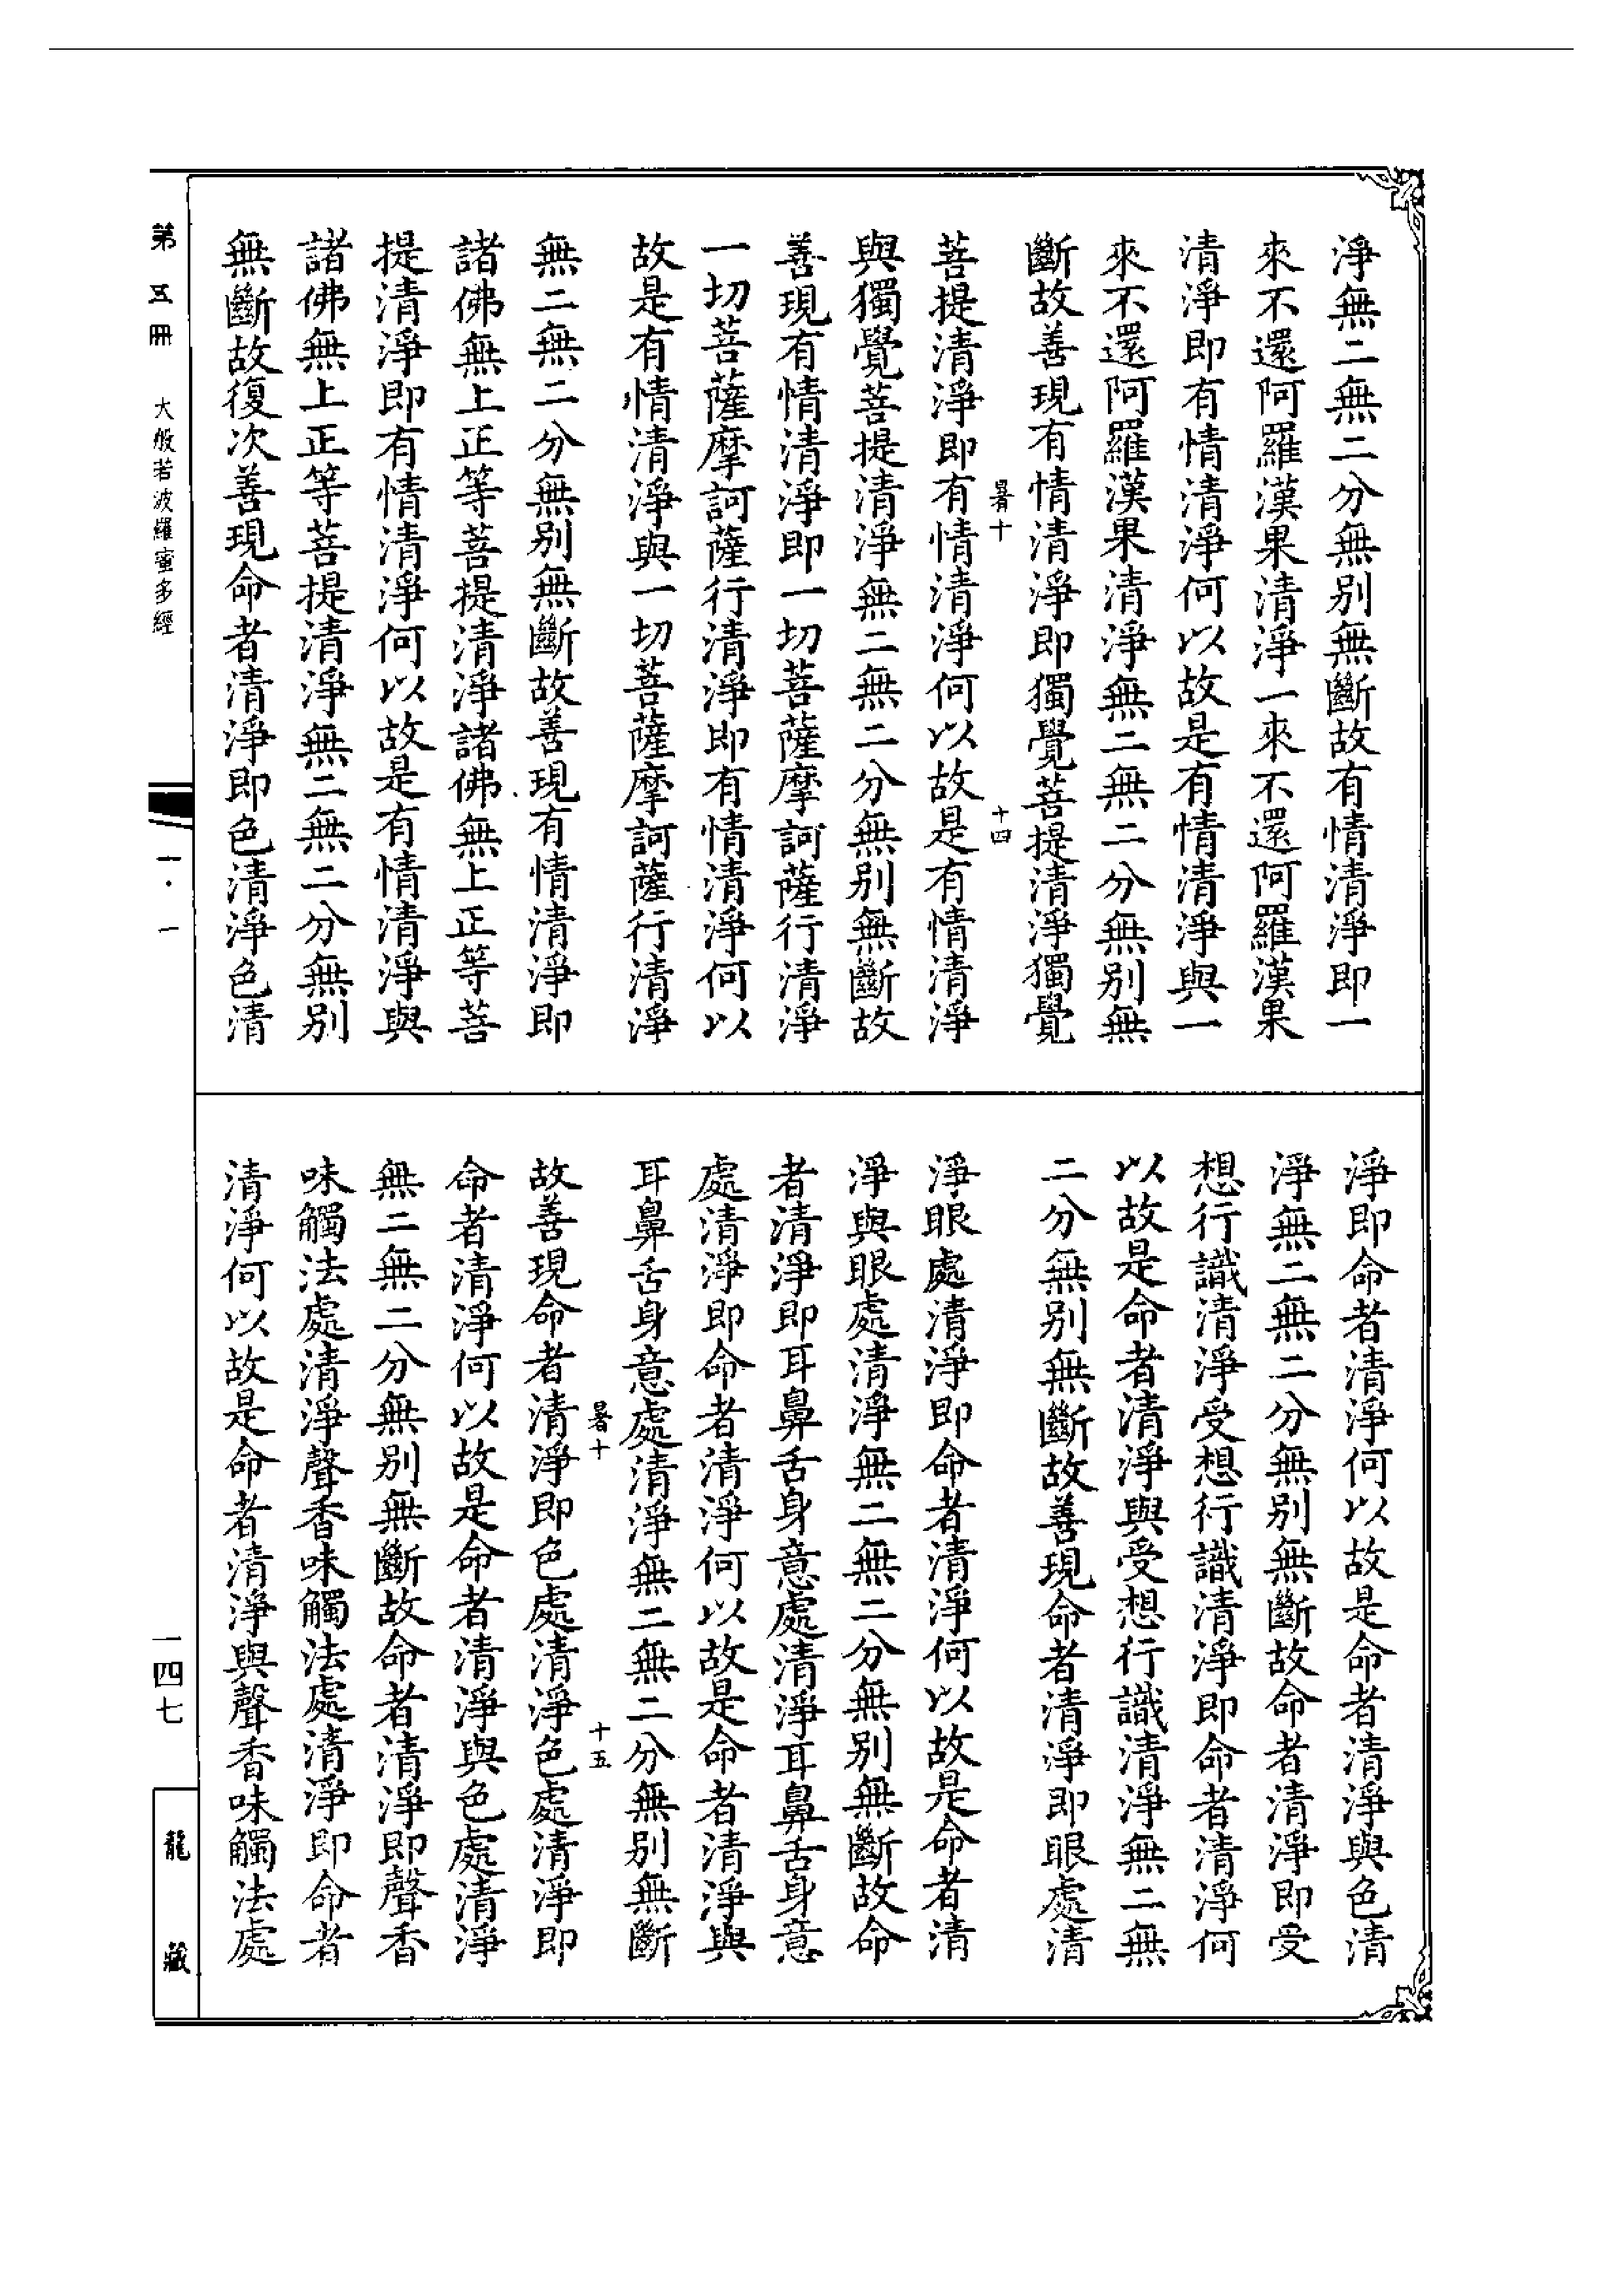 淨無二無二分無別無斷故有情清淨即一
來不還阿羅漢果清淨一來不還阿羅漢果
清淨即有情清淨何以故是有情清淨與一
來不還阿羅漢果清淨無二無二分無別無
斷故善現有情清淨即獨覺菩提清淨獨覺
暑十 十四
菩提清淨即有情清淨何以故是有情清淨
與獨覺菩提清淨無二無二分無別無斷故
善現有情清淨即一切菩薩摩訶薩行清淨
一切菩薩摩訶薩行清淨即有情清淨何以
故是有情清淨與一切菩薩摩訶薩行清淨
無二無二分無別無斷故善現有情清淨即
諸佛無上正等菩提清淨諸佛無上正等菩
提清淨即有情清淨何以故是有情清淨與
諸佛無上正等菩提清淨無二無二分無別
無斷故復次善現命者清淨即色清淨色清
淨即命者清淨何以故是命者清淨與色清
淨無二無二分無別無斷故命者清淨即受
想行識清淨受想行識清淨即命者清淨何
以故是命者清淨與受想行識清淨無二無
二分無別無斷故善現命者清淨即眼處清
淨眼處清淨即命者清淨何以故是命者清
淨與眼處清淨無二無二分無別無斷故命
者清淨即耳鼻舌身意處清淨耳鼻舌身意
處清淨即命者清淨何以故是命者清淨與
耳鼻舌身意處清淨無二無二分無別無斷
暑十 十五
故善現命者清淨即色處清淨色處清淨即
命者清淨何以故是命者清淨與色處清淨
無二無二分無別無斷故命者清淨即聲香
味觸法處清淨聲香味觸法處清淨即命者
清淨何以故是命者清淨與聲香味觸法處
第五冊 大般若波羅蜜多經 一·一 一四七 龍藏